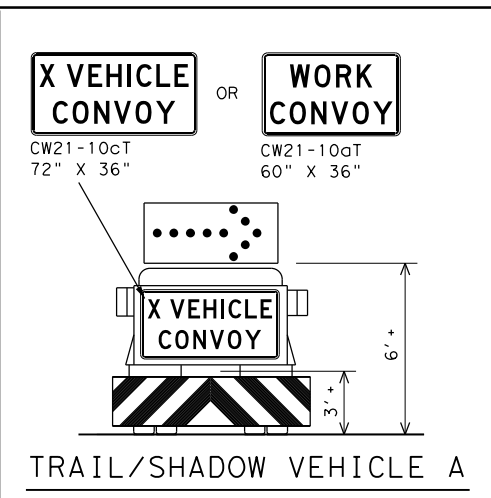 X VEHICLE
CONVOY
OR
WORK
CONVOY
CW21-10cT
72" X 36"
CW21-10aT
60" X 36"
X VEHICLE
CONVOY
6'+
3'+
TRAIL/SHADOW VEHICLE A